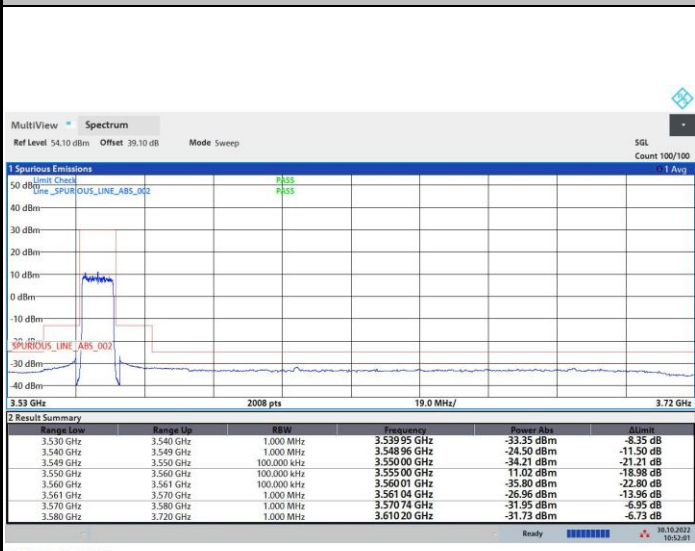 MultiView Spectrum
Ref Level 54.10 dBm Offset 39.10 dB Mode Sweep SGL
Count 100/100
1 Spurious Emissions 1 Avg
50 dBm Limit Check PASS
Line _SPURIOUS_LINE_ABS_002 PASS
40 dBm
30 dBm
20 dBm
10 dBm
0 dBm
-10 dBm
-20 dBm
_SPURIOUS_LINE_ABS_002
-30 dBm
-40 dBm
3.53 GHz 2008 pts 19.0 MHz/ 3.72 GHz
2 Result Summary
Range Low Range Up RBW Frequency Power Abs ΔLimit
3.530 GHz 3.540 GHz 1.000 MHz 3.539 95 GHz -33.35 dBm -8.35 dB
3.540 GHz 3.549 GHz 1.000 MHz 3.548 96 GHz -24.50 dBm -11.50 dB
3.549 GHz 3.550 GHz 100.000 kHz 3.550 00 GHz -34.21 dBm -21.21 dB
3.550 GHz 3.560 GHz 100.000 kHz 3.555 00 GHz 11.02 dBm -18.98 dB
3.560 GHz 3.561 GHz 100.000 kHz 3.560 01 GHz -35.80 dBm -22.80 dB
3.561 GHz 3.570 GHz 1.000 MHz 3.561 04 GHz -26.96 dBm -13.96 dB
3.570 GHz 3.580 GHz 1.000 MHz 3.570 74 GHz -31.95 dBm -6.95 dB
3.580 GHz 3.720 GHz 1.000 MHz 3.610 20 GHz -31.73 dBm -6.73 dB
Ready 30.10.2022
10:52:01